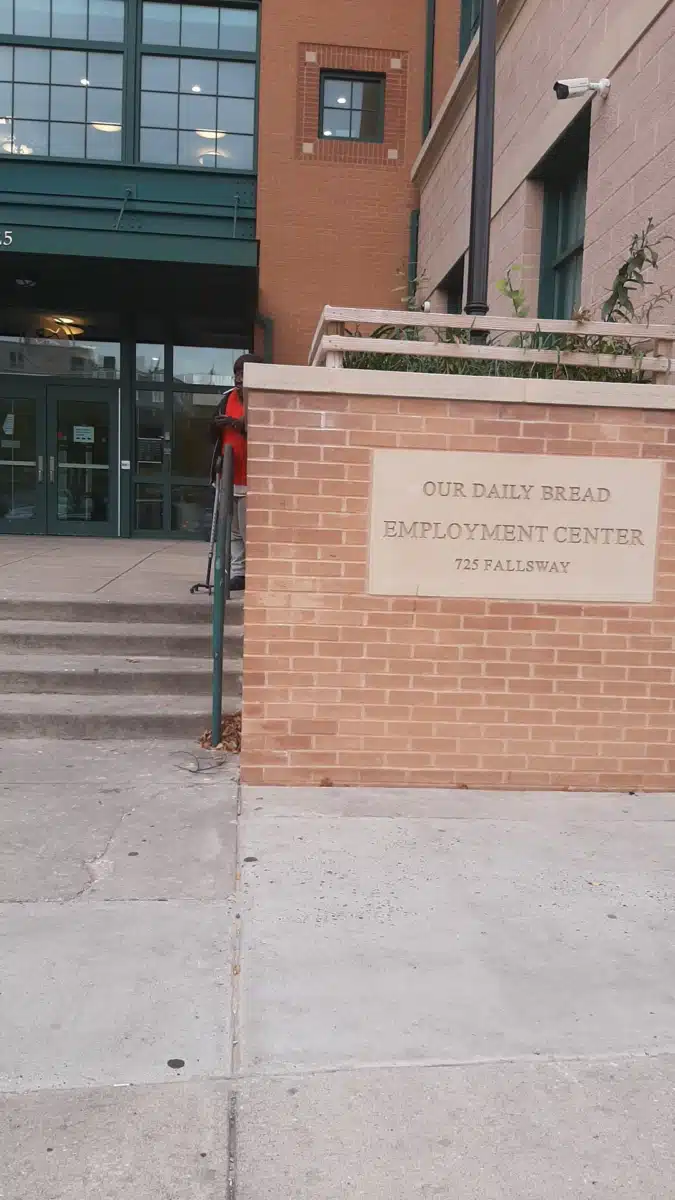 OUR DAILY BREAD
EMPLOYMENT CENTER
725 FALLSWAY